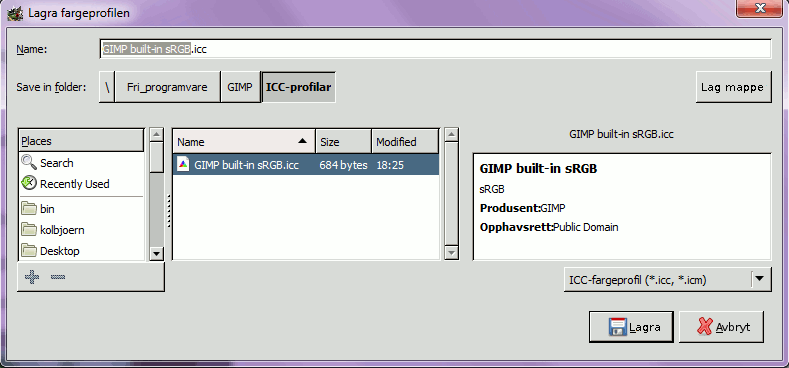 Lagra fargeprofilen
Name: GIMP built-in sRGB.icc
Save in folder: \ Fri_programvare GIMP ICC-profilar Lag mappe
Places
Search
Recently Used
bin
kolbjoern
Desktop
Name Size Modified
GIMP built-in sRGB.icc 684 bytes 18:25
GIMP built-in sRGB.icc
GIMP built-in sRGB
sRGB
Produsent:GIMP
Opphavsrett:Public Domain
ICC-fargeprofil (*.icc, *.icm)
Lagra Avbryt